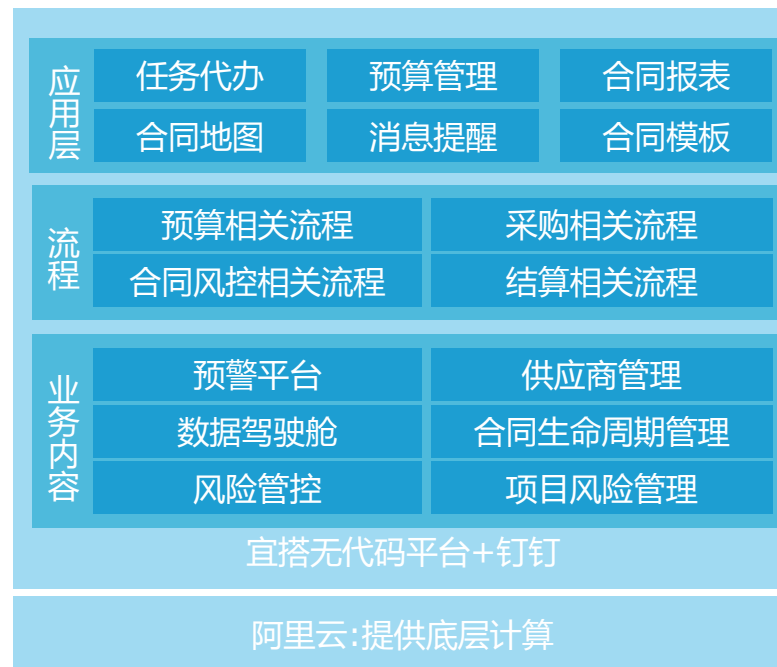 应用层
任务代办
预算管理
合同报表
合同地图
消息提醒
合同模板
流程
预算相关流程
采购相关流程
合同风控相关流程
结算相关流程
业务内容
预警平台
供应商管理
数据驾驶舱
合同生命周期管理
风险管控
项目风险管理
宜搭无代码平台+钉钉
阿里云:提供底层计算